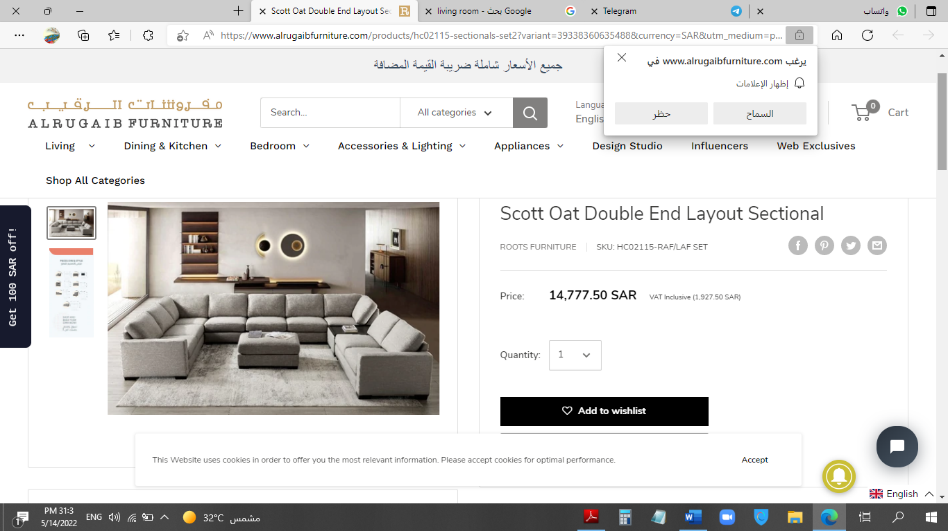 Scott Oat Double End Layout Sec
living room - بحث Google
Telegram
واتساب
https://www.alrugaibfurniture.com/products/hc02115-sectionals-set2?variant=39338360635488&currency=SAR&utm_medium=p...
جميع الأسعار شاملة ضريبة القيمة المضافة
يرغب www.alrugaibfurniture.com في
إظهار الإعلامات
السماح
حظر
مفروشات الرقيب
ALRUGAIB FURNITURE
Search...
All categories
Langua
Englis
0
Cart
Living
Dining & Kitchen
Bedroom
Accessories & Lighting
Appliances
Design Studio
Influencers
Web Exclusives
Shop All Categories
Get 100 SAR off!
Scott Oat Double End Layout Sectional
ROOTS FURNITURE
SKU: HC02115-RAF/LAF SET
Price:
14,777.50 SAR
VAT Inclusive (1,927.50 SAR)
Quantity:
1
Add to wishlist
This Website uses cookies in order to offer you the most relevant information. Please accept cookies for optimal performance.
Accept
English
PM 31:3
5/14/2022
ENG
32°C
مشمس